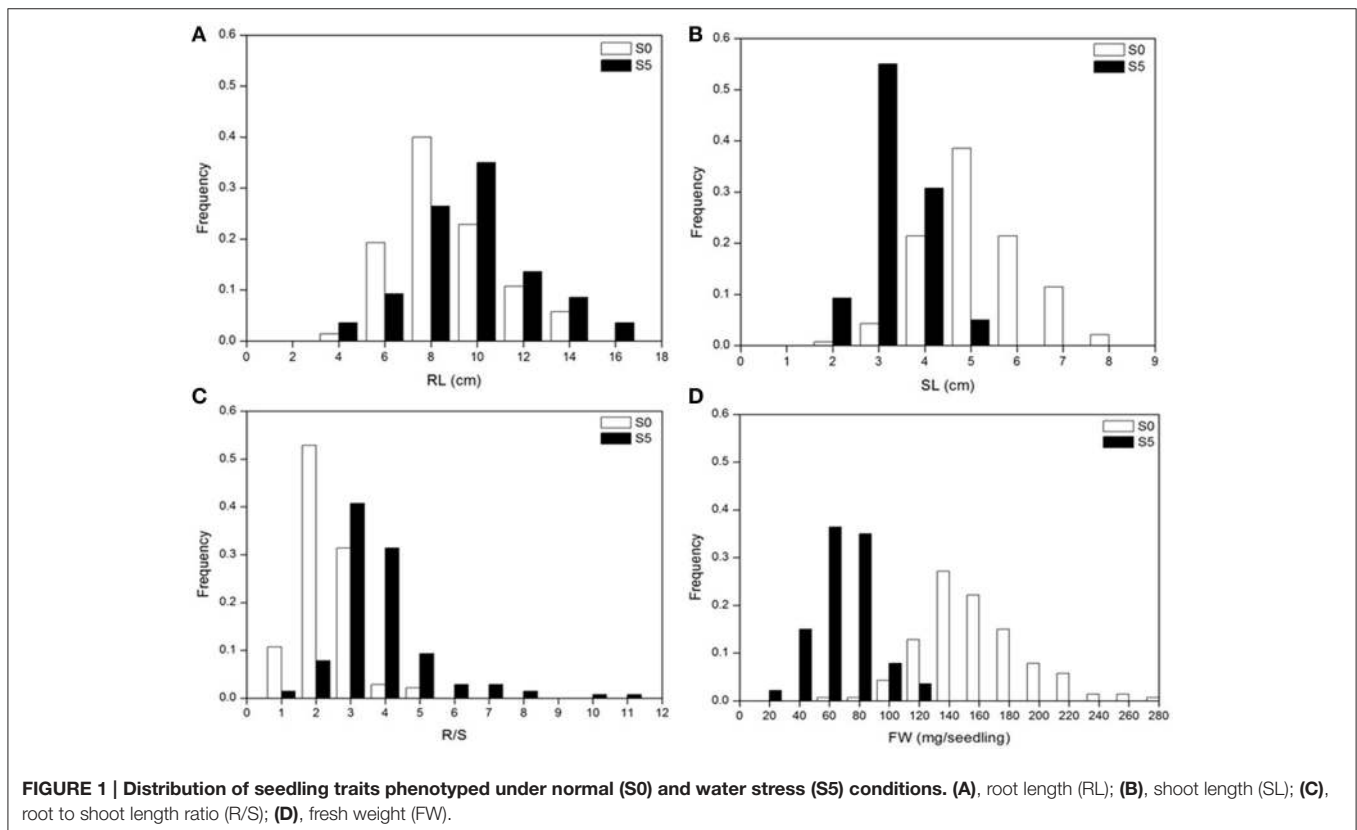 A
0.6
0.5
0.4
0.3
0.2
0.1
0.0
Frequency
S0
S5
0 2 4 6 8 10 12 14 16 18
RL (cm)
B
0.6
0.5
0.4
0.3
0.2
0.1
0.0
Frequency
S0
S5
0 1 2 3 4 5 6 7 8 9
SL (cm)
C
0.6
0.5
0.4
0.3
0.2
0.1
0.0
Frequency
S0
S5
0 1 2 3 4 5 6 7 8 9 10 11 12
R/S
D
0.6
0.5
0.4
0.3
0.2
0.1
0.0
Frequency
S0
S5
0 20 40 60 80 100 120 140 160 180 200 220 240 260 280
FW (mg/seedling)
FIGURE 1 | Distribution of seedling traits phenotyped under normal (S0) and water stress (S5) conditions. (A), root length (RL); (B), shoot length (SL); (C),
root to shoot length ratio (R/S); (D), fresh weight (FW).